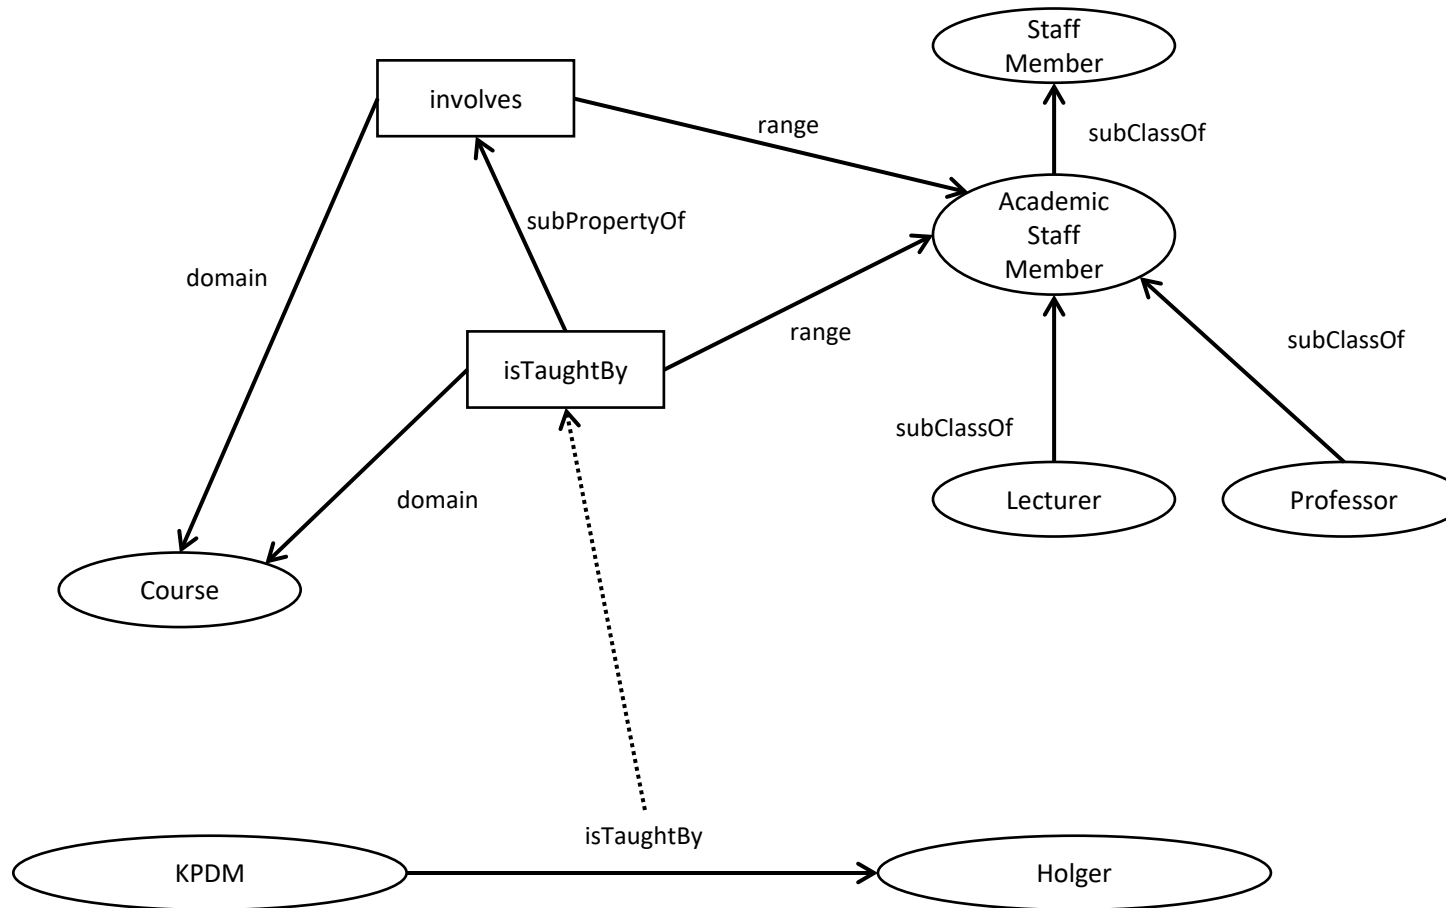 Staff
Member
involves
range
subClassOf
Academic
Staff
Member
subPropertyOf
domain
range
subClassOf
isTaughtBy
subClassOf
domain
Lecturer
Professor
Course
isTaughtBy
KPDM
Holger